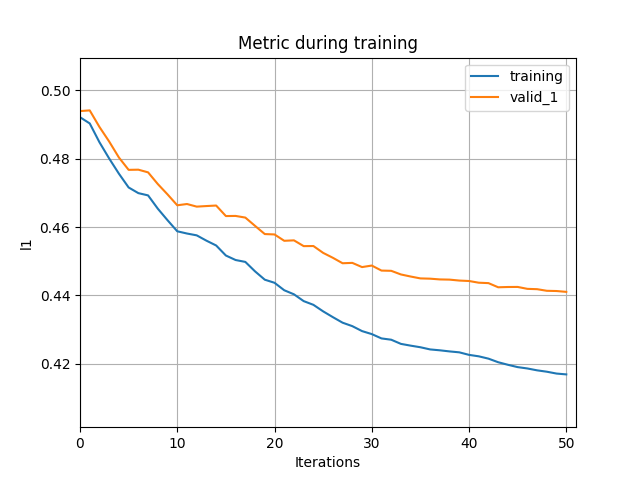 Metric during training
training
valid_1
0.50
0.48
0.46
0.44
0.42
l1
0 10 20 30 40 50
Iterations